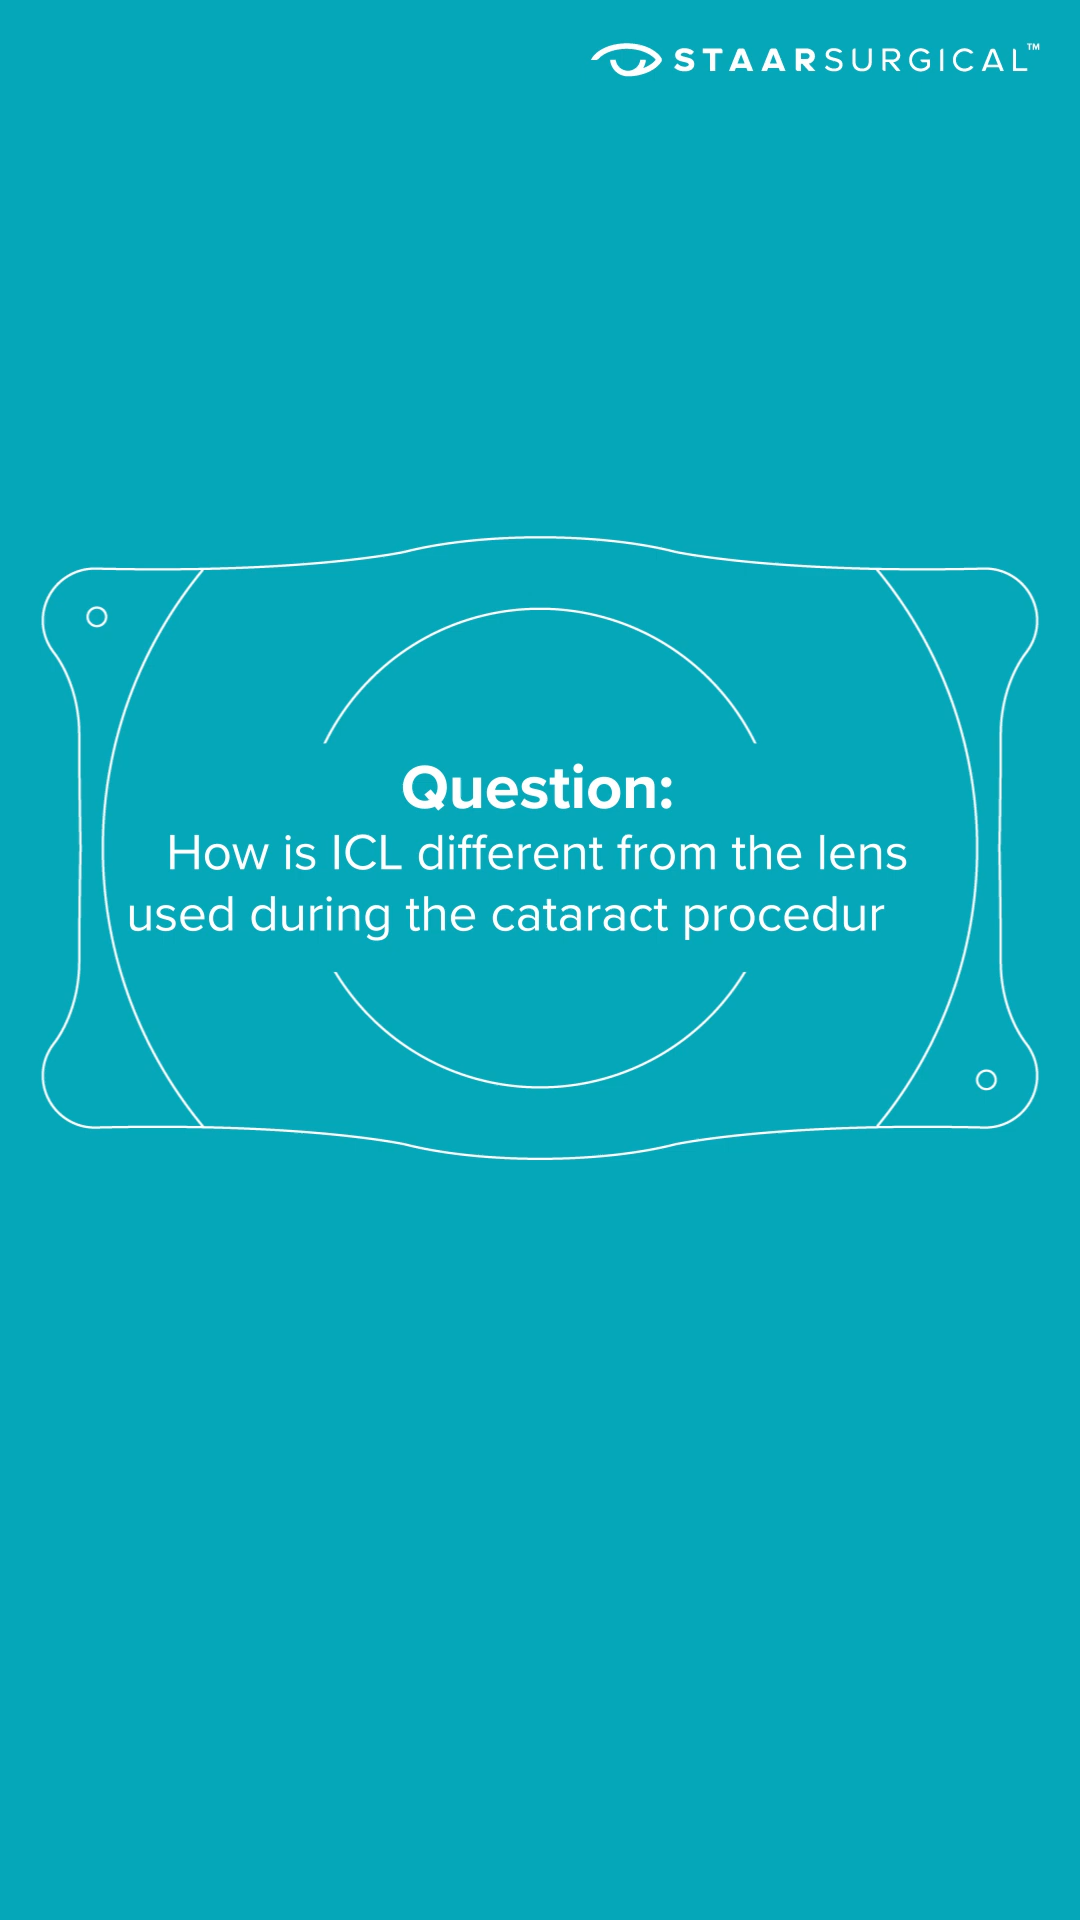 STAARSURGICAL™
Question:
How is ICL different from the lens
used during the cataract procedur